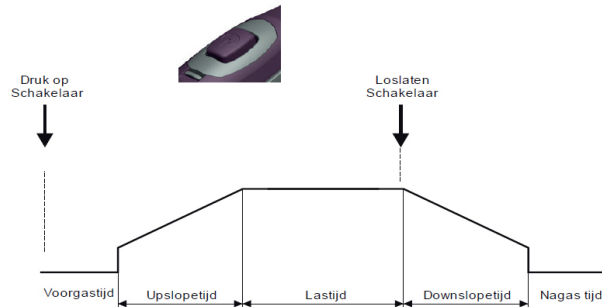 Druk op
Schakelaar
Loslaten
Schakelaar
Voorgastijd
Upslopetijd
Lastijd
Downslopetijd
Nagas tijd